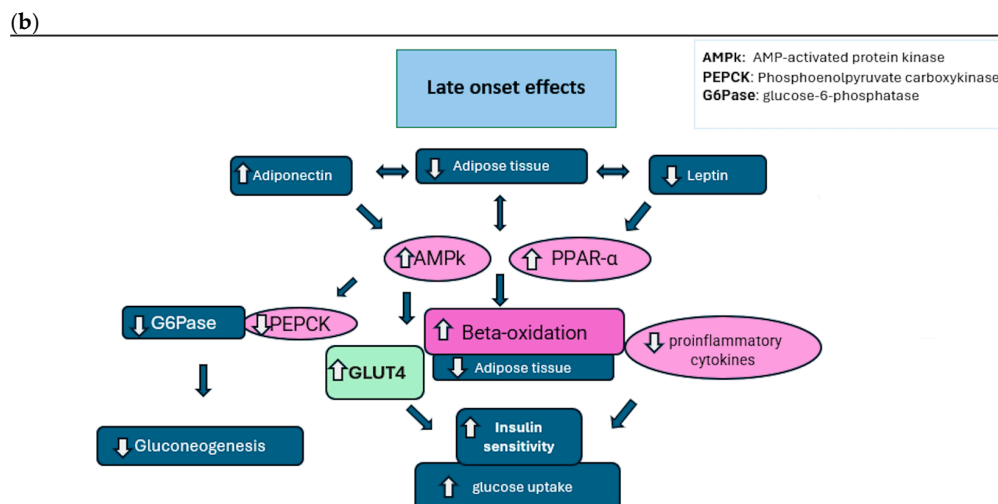 (b)
AMPk: AMP-activated protein kinase
PEPCK: Phosphoenolpyruvate carboxykinase
G6Pase: glucose-6-phosphatase
Late onset effects
Adiponectin
Adipose tissue
Leptin
AMPk
PPAR-α
G6Pase
PEPCK
Beta-oxidation
proinflammatory
cytokines
GLUT4
Adipose tissue
Gluconeogenesis
Insulin
sensitivity
glucose uptake